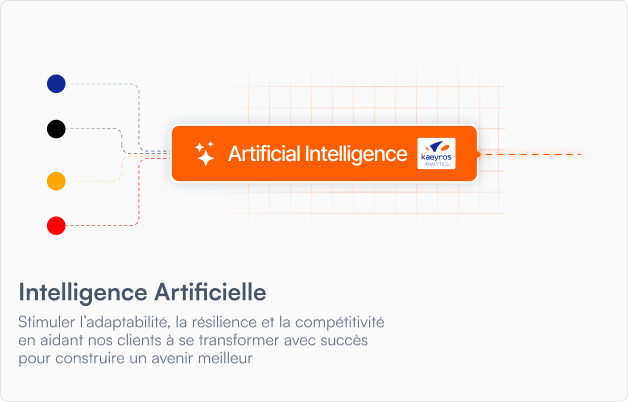 Artificial Intelligence
kaeyros
ANALYTICS
Intelligence Artificielle
Stimuler l’adaptabilité, la résilience et la compétitivité
en aidant nos clients à se transformer avec succès
pour construire un avenir meilleur